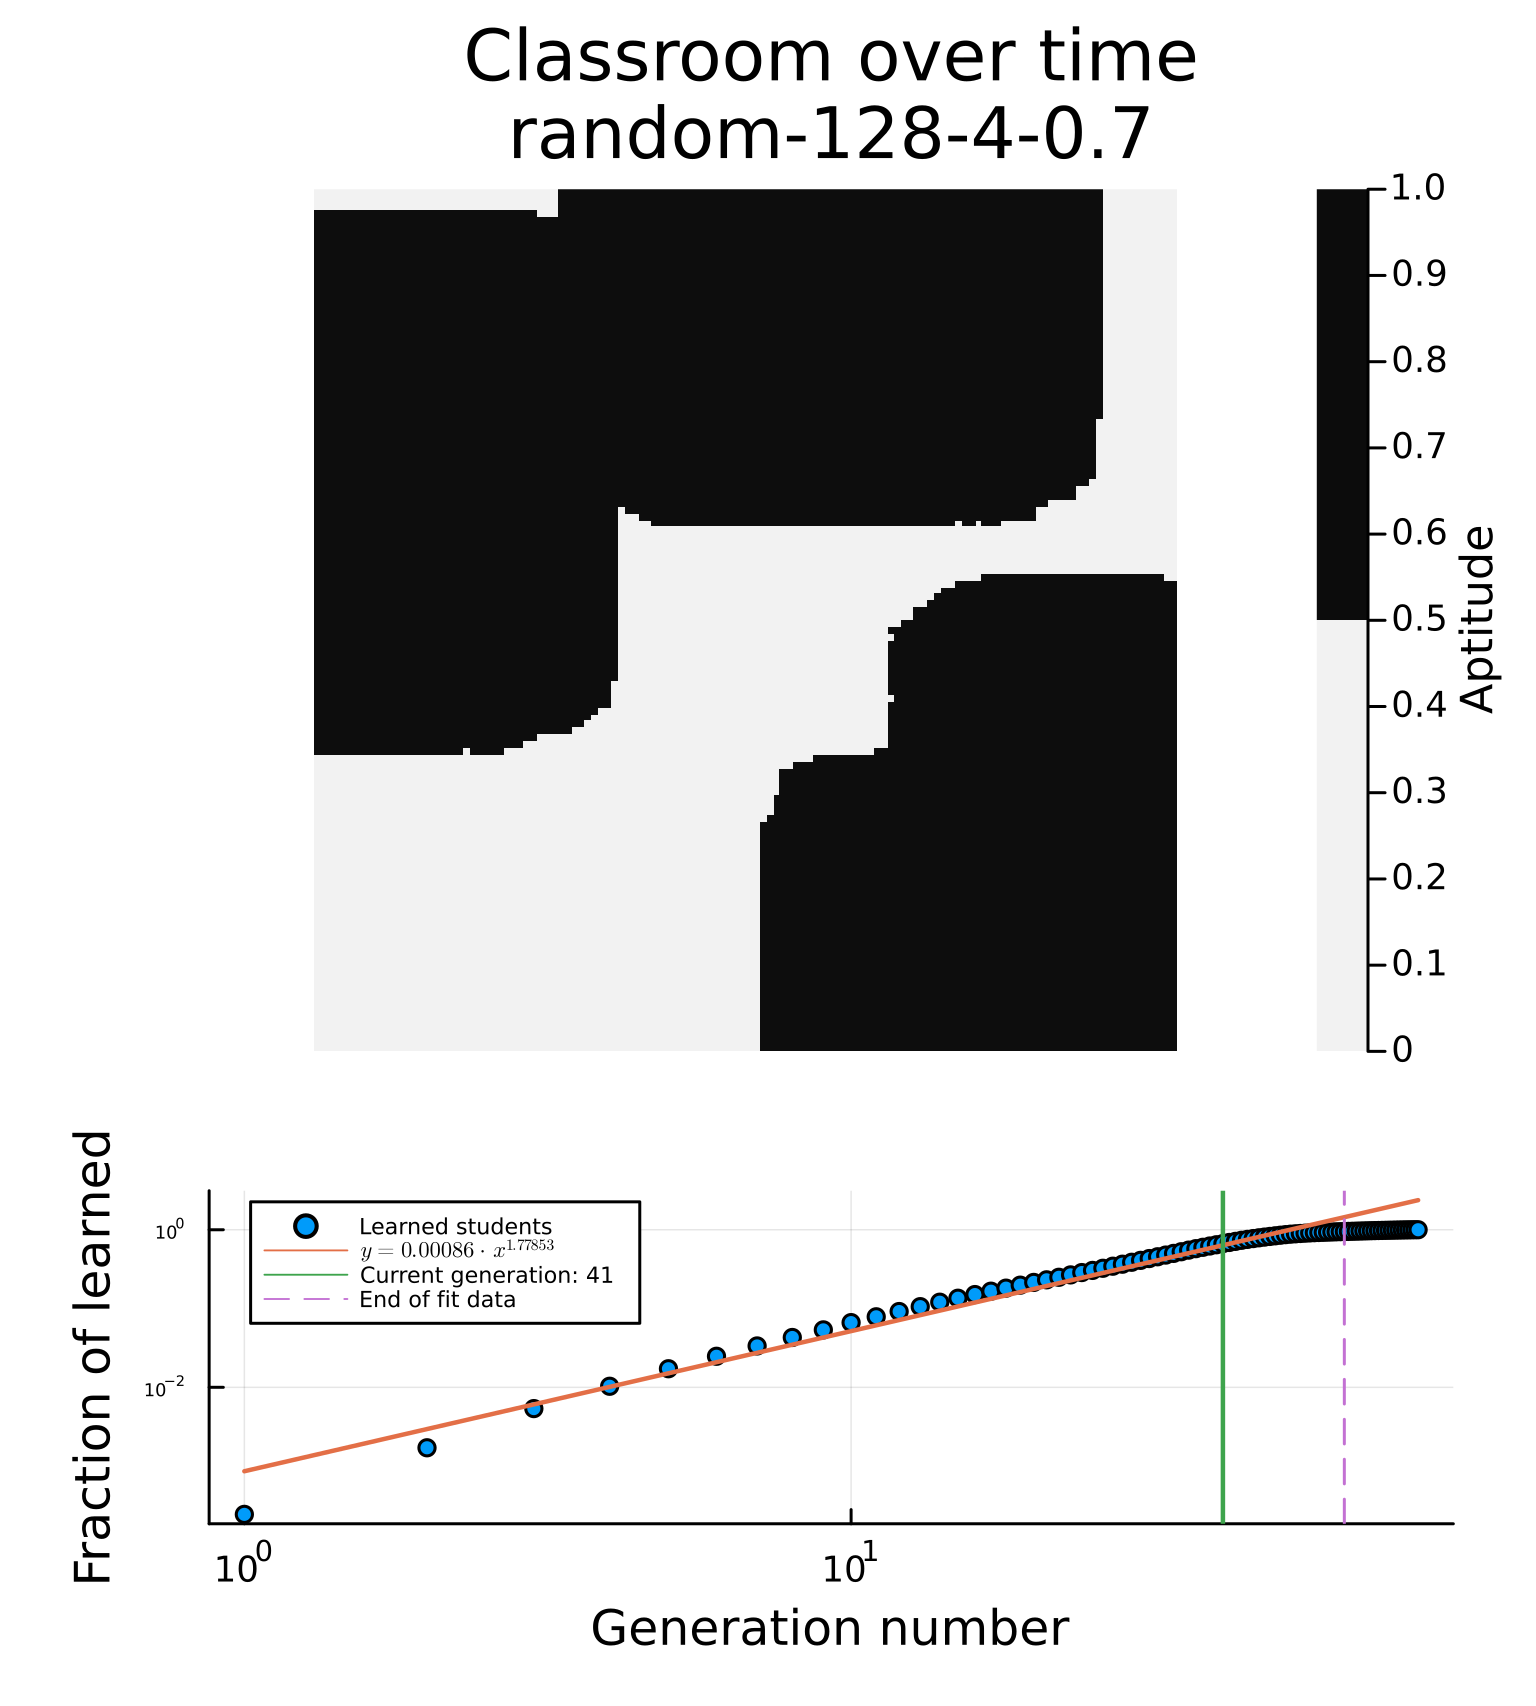 Classroom over time
random-128-4-0.7
1.0
0.9
0.8
0.7
0.6
0.5
0.4
0.3
0.2
0.1
0
Aptitude
Fraction of learned
10⁰
10⁻²
Learned students
y = 0.00086 · x^1.77853
Current generation: 41
End of fit data
10⁰
10¹
Generation number